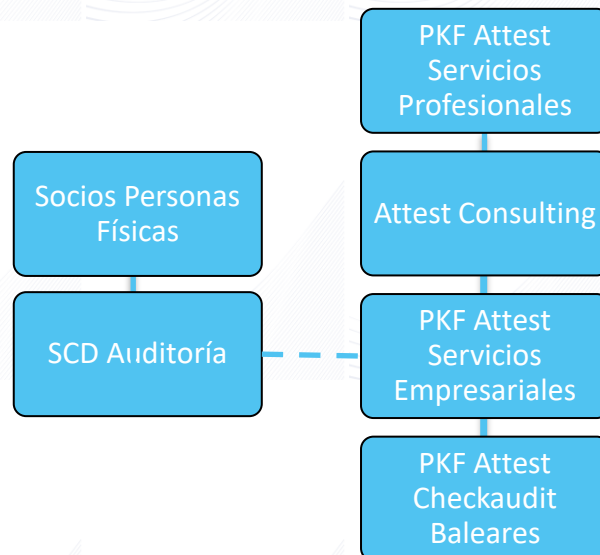 PKF Attest
Servicios
Profesionales
Socios Personas
Físicas
Attest Consulting
SCD Auditoría
PKF Attest
Servicios
Empresariales
PKF Attest
Checkaudit
Baleares